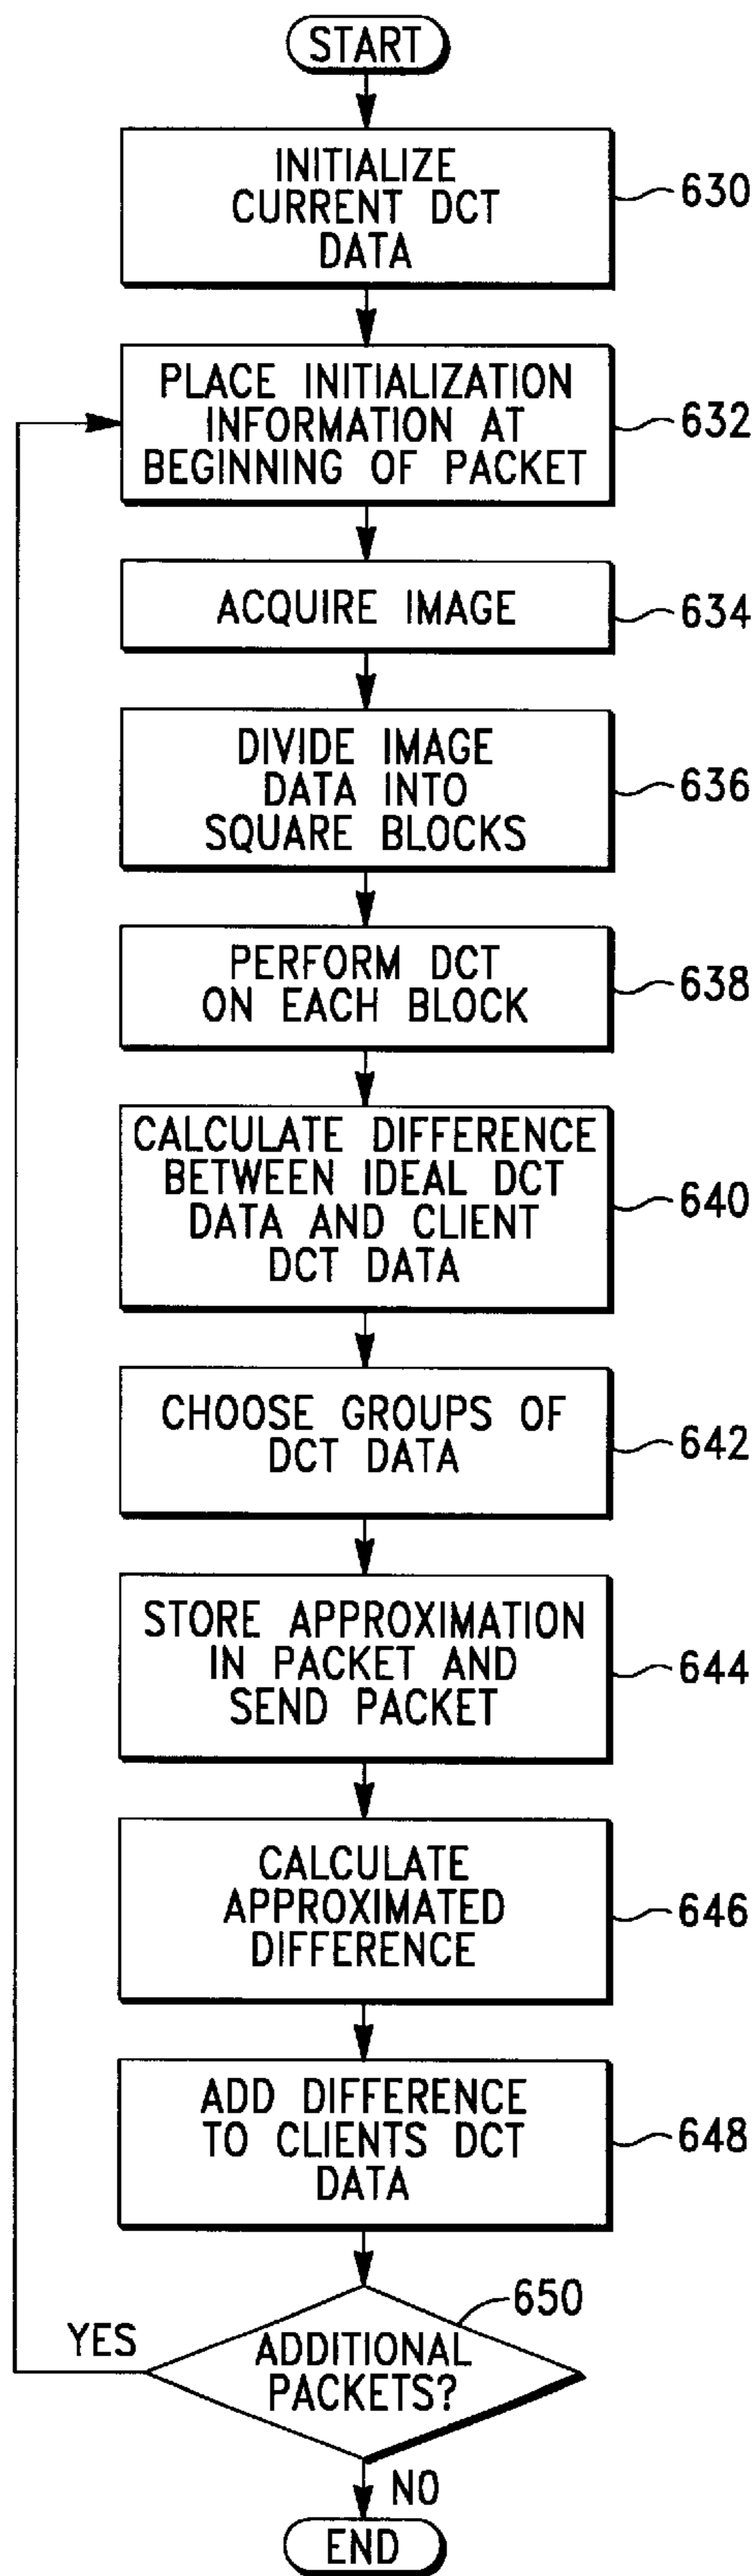 START
INITIALIZE
CURRENT DCT
DATA
630
PLACE INITIALIZATION
INFORMATION AT
BEGINNING OF PACKET
632
ACQUIRE IMAGE
634
DIVIDE IMAGE
DATA INTO
SQUARE BLOCKS
636
PERFORM DCT
ON EACH BLOCK
638
CALCULATE DIFFERENCE
BETWEEN IDEAL DCT
DATA AND CLIENT
DCT DATA
640
CHOOSE GROUPS OF
DCT DATA
642
STORE APPROXIMATION
IN PACKET AND
SEND PACKET
644
CALCULATE
APPROXIMATED
DIFFERENCE
646
ADD DIFFERENCE
TO CLIENTS DCT
DATA
648
650
YES
ADDITIONAL
PACKETS?
NO
END